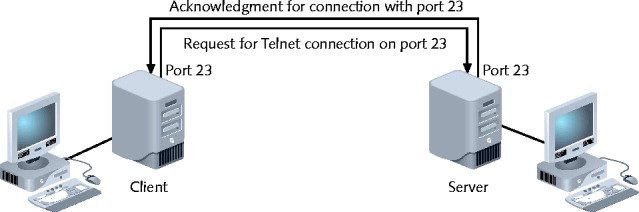 Acknowledgment for connection with port 23
Request for Telnet connection on port 23
Port 23
Port 23
Client
Server